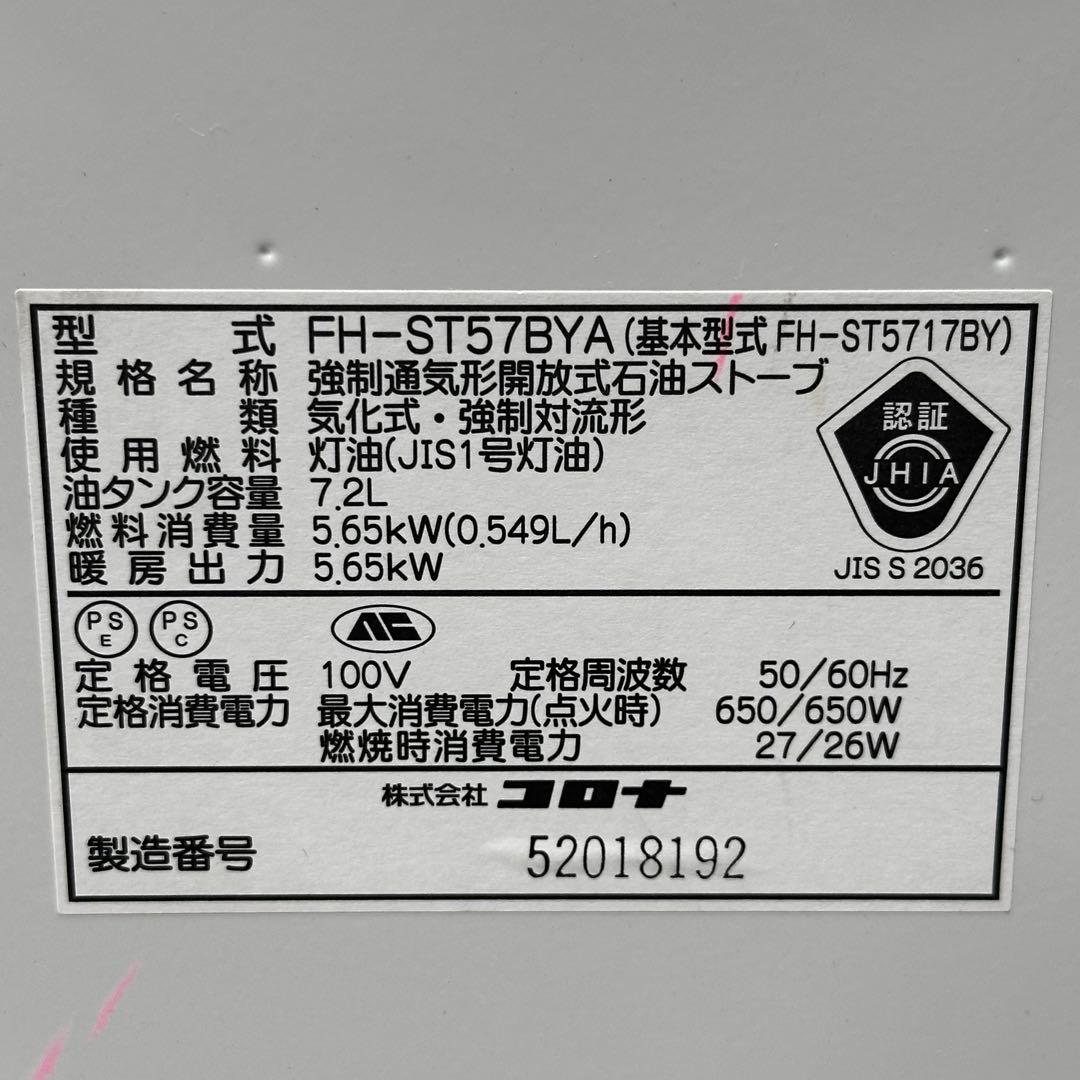 型式 FH-ST57BYA(基本型式FH-ST5717BY)
規格名称 強制通気形開放式石油ストーブ
種類 気化式・強制対流形
使用燃料 灯油(JIS1号灯油)
油タンク容量 7.2L
燃料消費量 5.65kW(0.549L/h)
暖房出力 5.65kW
認証
JHIA
JIS S 2036
PS E PS C
定格電圧 100V 定格周波数 50/60Hz
定格消費電力 最大消費電力(点火時) 650/650W
燃焼時消費電力 27/26W
株式会社 コロナ
製造番号 52018192